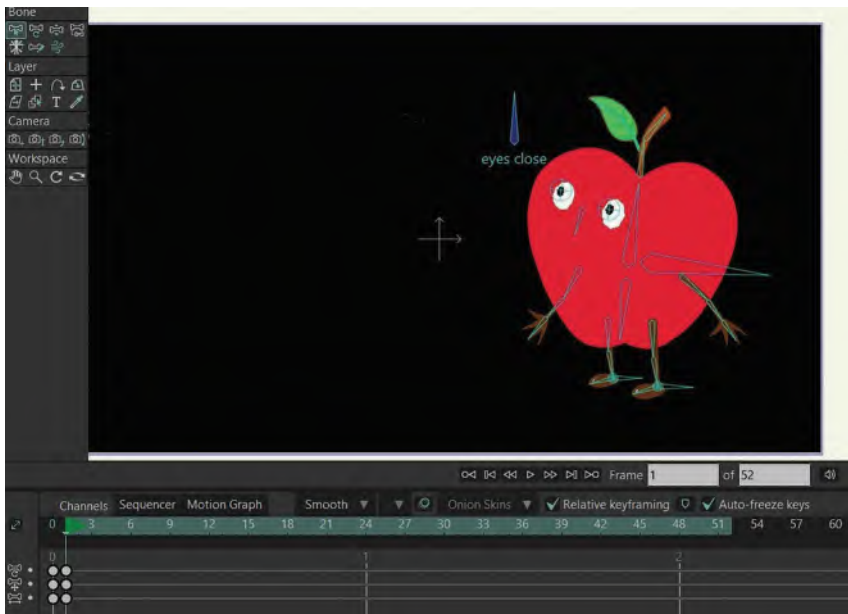 Bone
Layer
T
Camera
Workspace
eyes close
Frame 1 of 52
Channels Sequencer Motion Graph Smooth Onion Skins Relative keyframing Auto-freeze keys
0 3 6 9 12 15 18 21 24 27 30 33 36 39 42 45 48 51 54 57 60
0 1 2